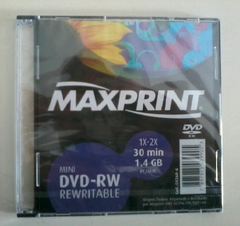 MAXPRINT
1X-2X
30 min
1.4 GB
DVD
MINI
DVD-RW
REWRITABLE